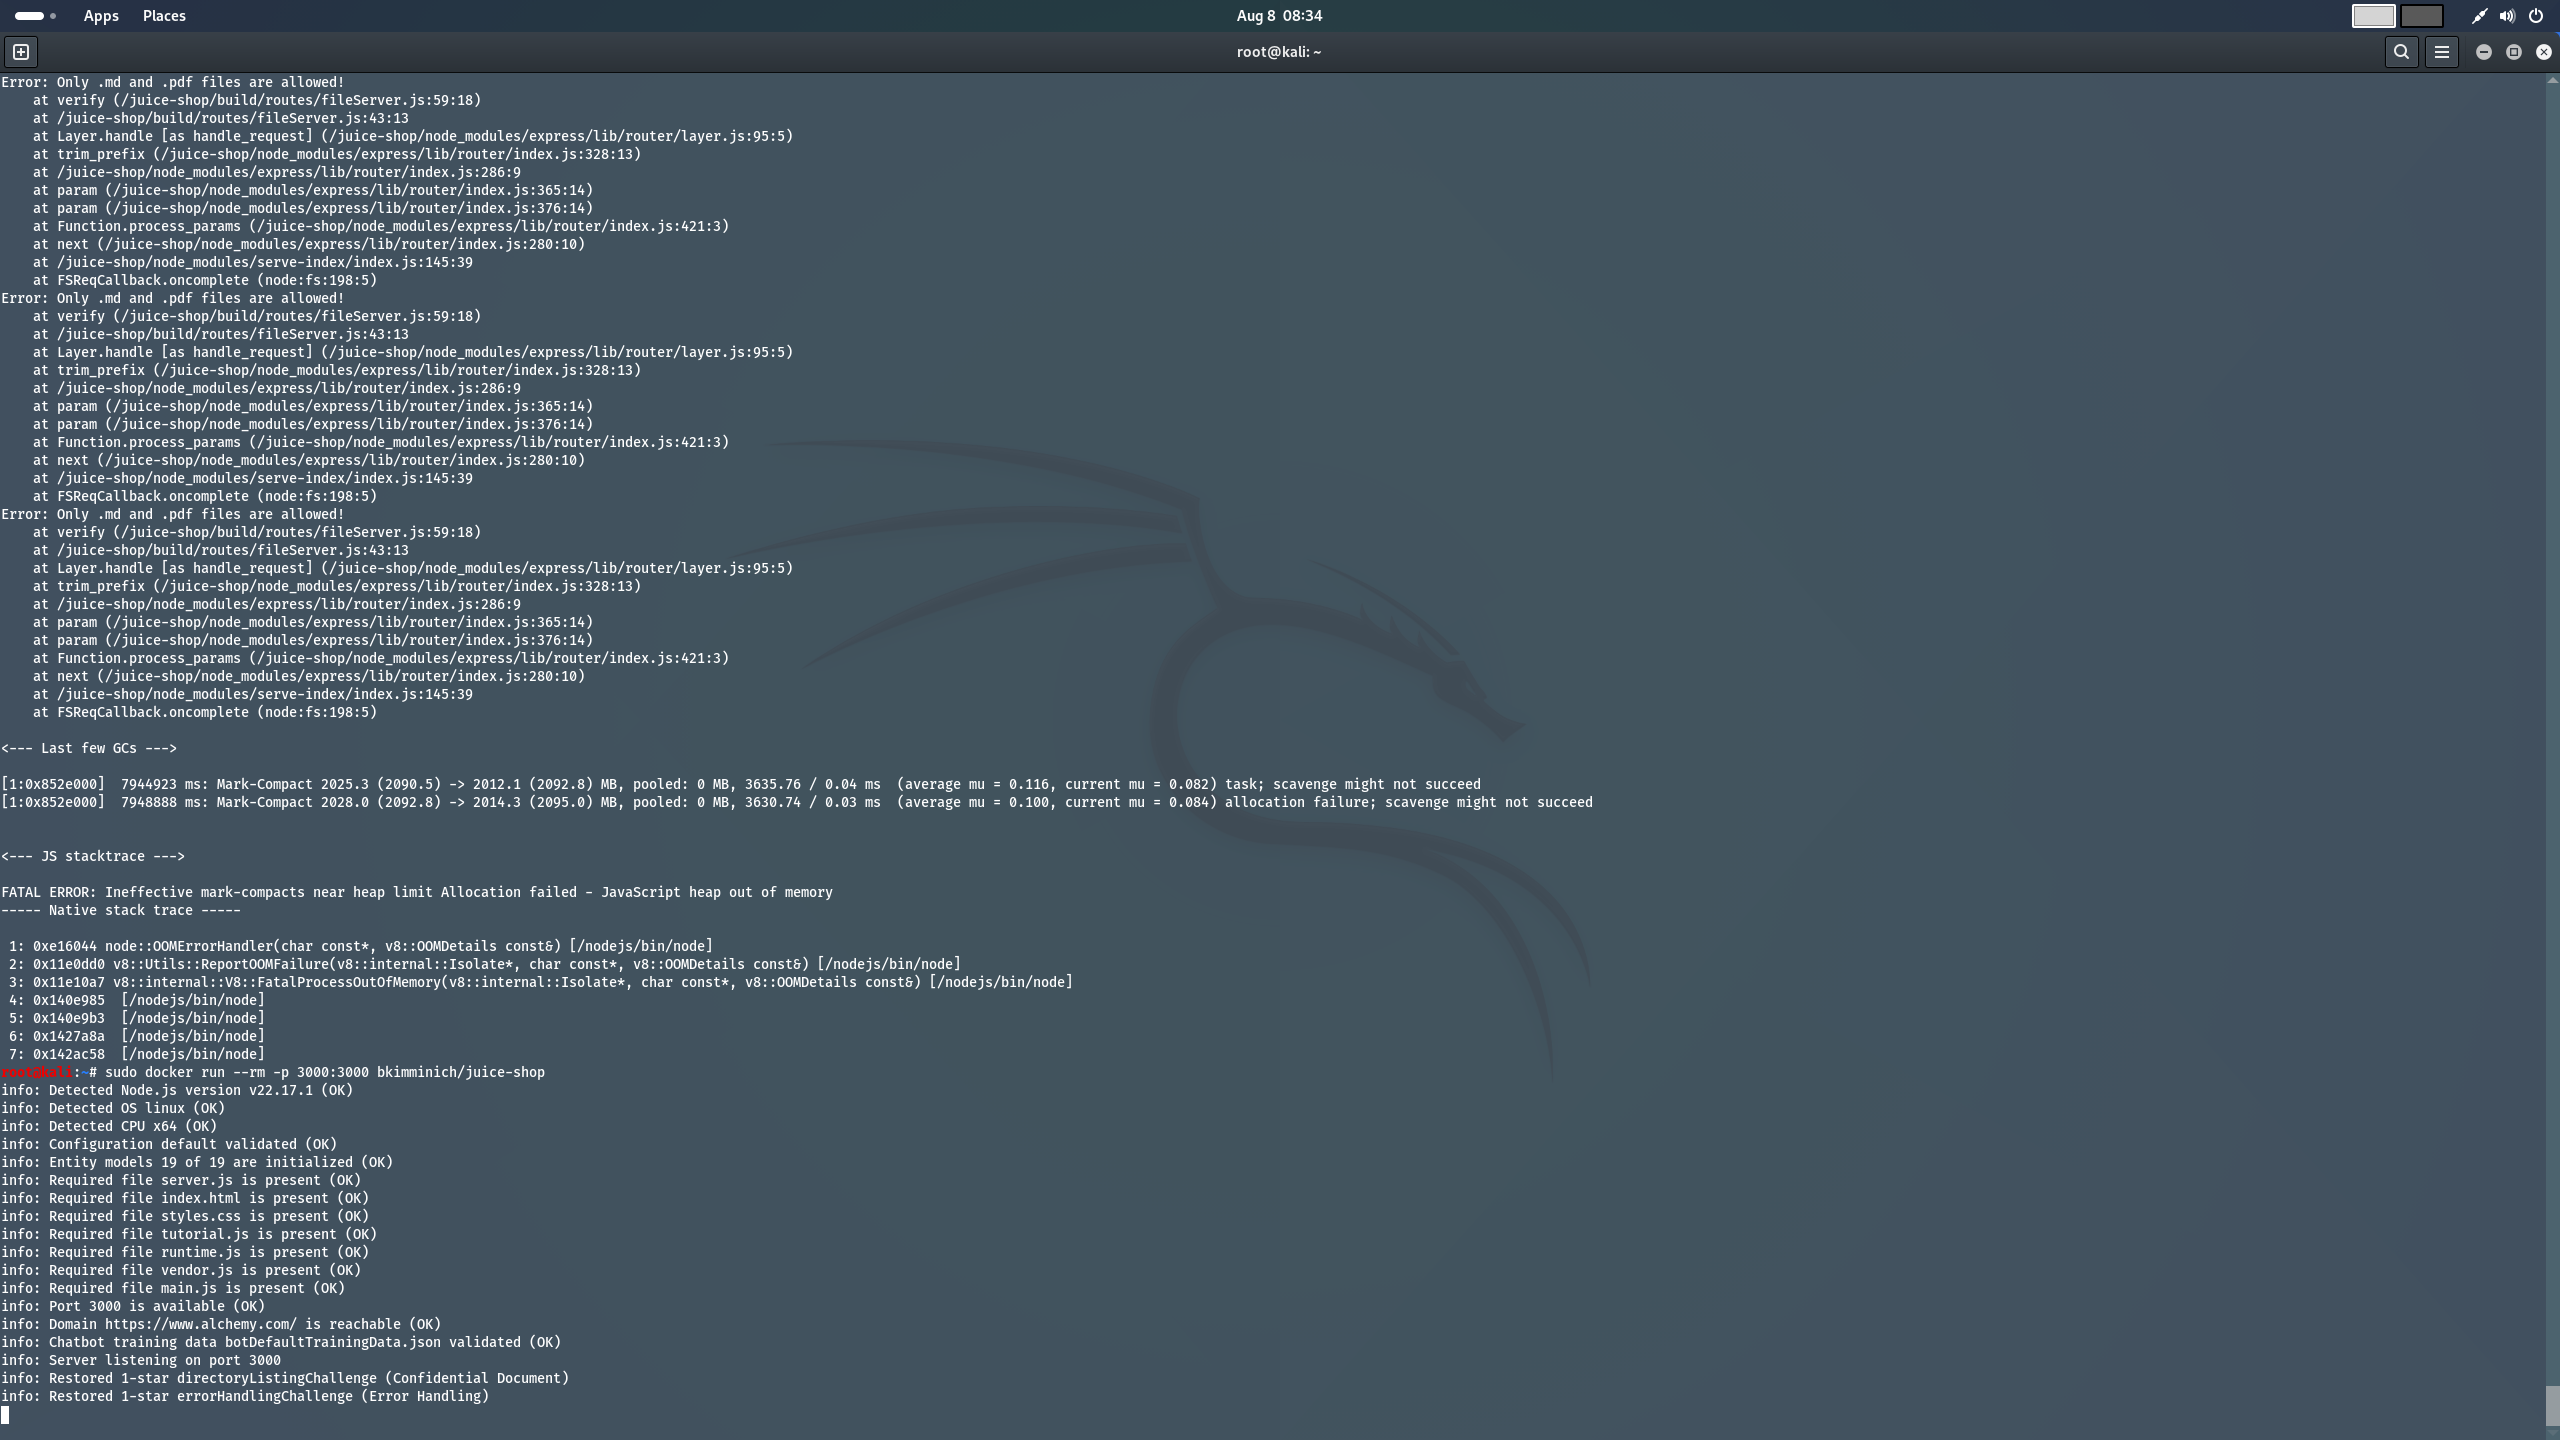 Apps Places Aug 8 08:34
root@kali: ~
Error: Only .md and .pdf files are allowed!
    at verify (/juice-shop/build/routes/fileServer.js:59:18)
    at /juice-shop/build/routes/fileServer.js:43:13
    at Layer.handle [as handle_request] (/juice-shop/node_modules/express/lib/router/layer.js:95:5)
    at trim_prefix (/juice-shop/node_modules/express/lib/router/index.js:328:13)
    at /juice-shop/node_modules/express/lib/router/index.js:286:9
    at param (/juice-shop/node_modules/express/lib/router/index.js:365:14)
    at param (/juice-shop/node_modules/express/lib/router/index.js:376:14)
    at Function.process_params (/juice-shop/node_modules/express/lib/router/index.js:421:3)
    at next (/juice-shop/node_modules/express/lib/router/index.js:280:10)
    at /juice-shop/node_modules/serve-index/index.js:145:39
    at FSReqCallback.oncomplete (node:fs:198:5)
Error: Only .md and .pdf files are allowed!
    at verify (/juice-shop/build/routes/fileServer.js:59:18)
    at /juice-shop/build/routes/fileServer.js:43:13
    at Layer.handle [as handle_request] (/juice-shop/node_modules/express/lib/router/layer.js:95:5)
    at trim_prefix (/juice-shop/node_modules/express/lib/router/index.js:328:13)
    at /juice-shop/node_modules/express/lib/router/index.js:286:9
    at param (/juice-shop/node_modules/express/lib/router/index.js:365:14)
    at param (/juice-shop/node_modules/express/lib/router/index.js:376:14)
    at Function.process_params (/juice-shop/node_modules/express/lib/router/index.js:421:3)
    at next (/juice-shop/node_modules/express/lib/router/index.js:280:10)
    at /juice-shop/node_modules/serve-index/index.js:145:39
    at FSReqCallback.oncomplete (node:fs:198:5)
Error: Only .md and .pdf files are allowed!
    at verify (/juice-shop/build/routes/fileServer.js:59:18)
    at /juice-shop/build/routes/fileServer.js:43:13
    at Layer.handle [as handle_request] (/juice-shop/node_modules/express/lib/router/layer.js:95:5)
    at trim_prefix (/juice-shop/node_modules/express/lib/router/index.js:328:13)
    at /juice-shop/node_modules/express/lib/router/index.js:286:9
    at param (/juice-shop/node_modules/express/lib/router/index.js:365:14)
    at param (/juice-shop/node_modules/express/lib/router/index.js:376:14)
    at Function.process_params (/juice-shop/node_modules/express/lib/router/index.js:421:3)
    at next (/juice-shop/node_modules/express/lib/router/index.js:280:10)
    at /juice-shop/node_modules/serve-index/index.js:145:39
    at FSReqCallback.oncomplete (node:fs:198:5)
<--- Last few GCs --->
[1:0x852e000]  7944923 ms: Mark-Compact 2025.3 (2090.5) -> 2012.1 (2092.8) MB, pooled: 0 MB, 3635.76 / 0.04 ms  (average mu = 0.116, current mu = 0.082) task; scavenge might not succeed
[1:0x852e000]  7948888 ms: Mark-Compact 2028.0 (2092.8) -> 2014.3 (2095.0) MB, pooled: 0 MB, 3630.74 / 0.03 ms  (average mu = 0.100, current mu = 0.084) allocation failure; scavenge might not succeed
<--- JS stacktrace --->
FATAL ERROR: Ineffective mark-compacts near heap limit Allocation failed - JavaScript heap out of memory
----- Native stack trace -----
 1: 0xe16044 node::OOMErrorHandler(char const*, v8::OOMDetails const&) [/nodejs/bin/node]
 2: 0x11e0dd0 v8::Utils::ReportOOMFailure(v8::internal::Isolate*, char const*, v8::OOMDetails const&) [/nodejs/bin/node]
 3: 0x11e10a7 v8::internal::V8::FatalProcessOutOfMemory(v8::internal::Isolate*, char const*, v8::OOMDetails const&) [/nodejs/bin/node]
 4: 0x140e985  [/nodejs/bin/node]
 5: 0x140e9b3  [/nodejs/bin/node]
 6: 0x1427a8a  [/nodejs/bin/node]
 7: 0x142ac58  [/nodejs/bin/node]
root@kali:~# sudo docker run --rm -p 3000:3000 bkimminich/juice-shop
info: Detected Node.js version v22.17.1 (OK)
info: Detected OS linux (OK)
info: Detected CPU x64 (OK)
info: Configuration default validated (OK)
info: Entity models 19 of 19 are initialized (OK)
info: Required file server.js is present (OK)
info: Required file index.html is present (OK)
info: Required file styles.css is present (OK)
info: Required file tutorial.js is present (OK)
info: Required file runtime.js is present (OK)
info: Required file vendor.js is present (OK)
info: Required file main.js is present (OK)
info: Port 3000 is available (OK)
info: Domain https://www.alchemy.com/ is reachable (OK)
info: Chatbot training data botDefaultTrainingData.json validated (OK)
info: Server listening on port 3000
info: Restored 1-star directoryListingChallenge (Confidential Document)
info: Restored 1-star errorHandlingChallenge (Error Handling)